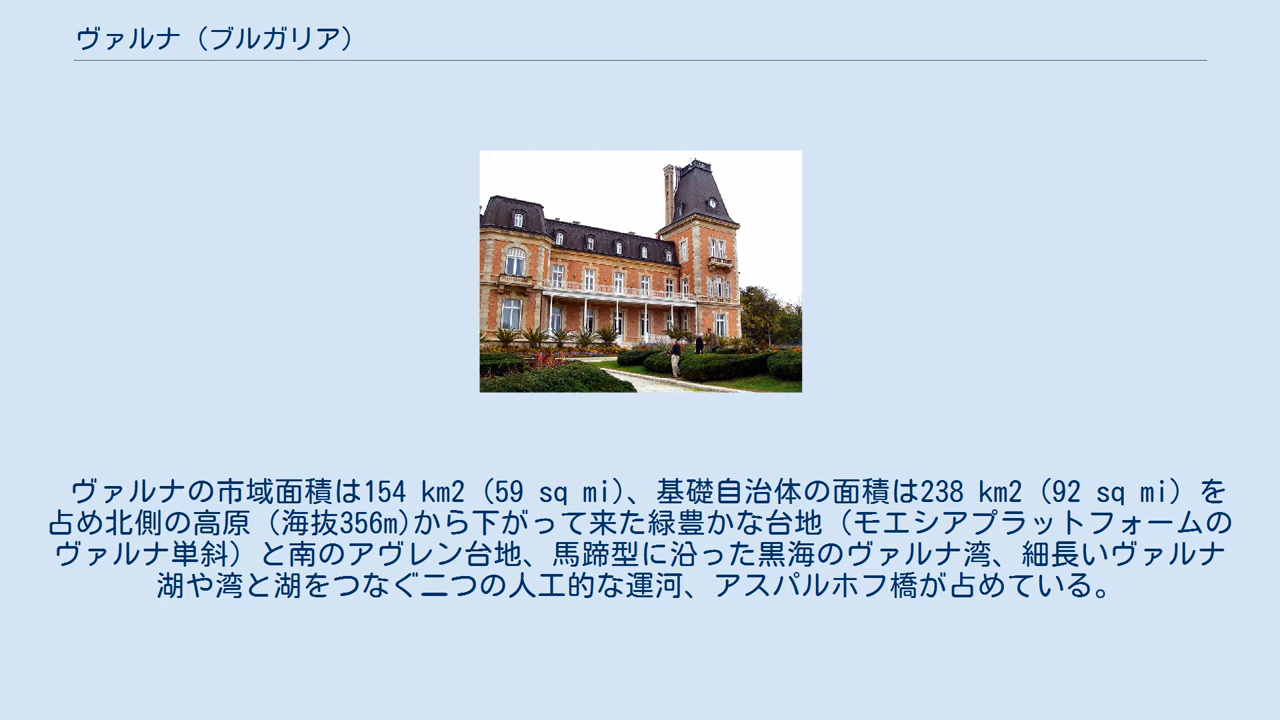 ヴァルナ（ブルガリア）
ヴァルナの市域面積は154 km2 (59 sq mi)、基礎自治体の面積は238 km2 (92 sq mi) を
占め北側の高原 (海抜356m)から下がって来た緑豊かな台地（モエシアプラットフォームの
ヴァルナ単斜）と南のアヴレン台地、馬蹄型に沿った黒海のヴァルナ湾、細長いヴァルナ
湖や湾と湖をつなぐ二つの人工的な運河、アスパルホフ橋が占めている。